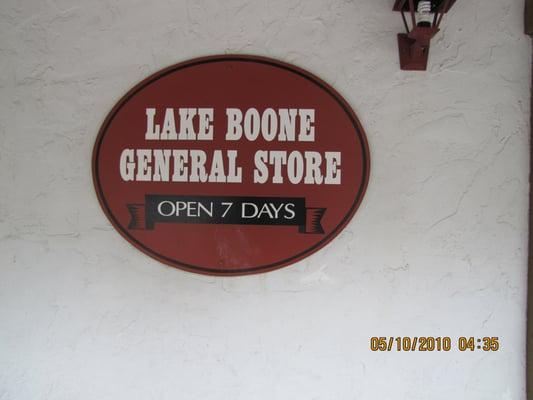 LAKE BOONE
GENERAL STORE
OPEN 7 DAYS
05/10/2010 04:35